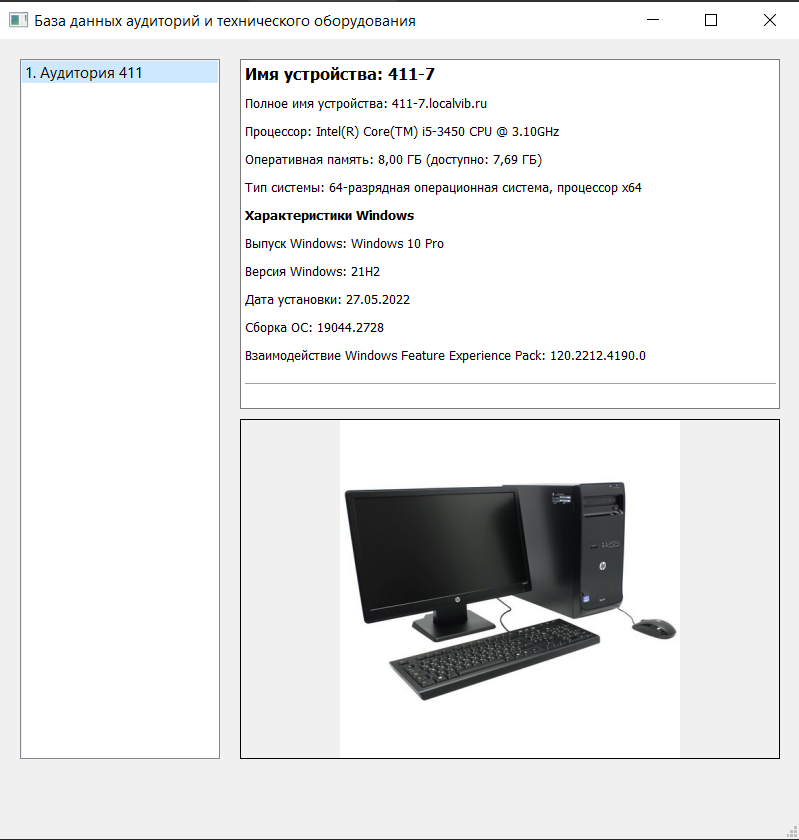 База данных аудиторий и технического оборудования
1. Аудитория 411
Имя устройства: 411-7
Полное имя устройства: 411-7.localvib.ru
Процессор: Intel(R) Core(TM) i5-3450 CPU @ 3.10GHz
Оперативная память: 8,00 ГБ (доступно: 7,69 ГБ)
Тип системы: 64-разрядная операционная система, процессор x64
Характеристики Windows
Выпуск Windows: Windows 10 Pro
Версия Windows: 21H2
Дата установки: 27.05.2022
Сборка ОС: 19044.2728
Взаимодействие Windows Feature Experience Pack: 120.2212.4190.0
hp
hp